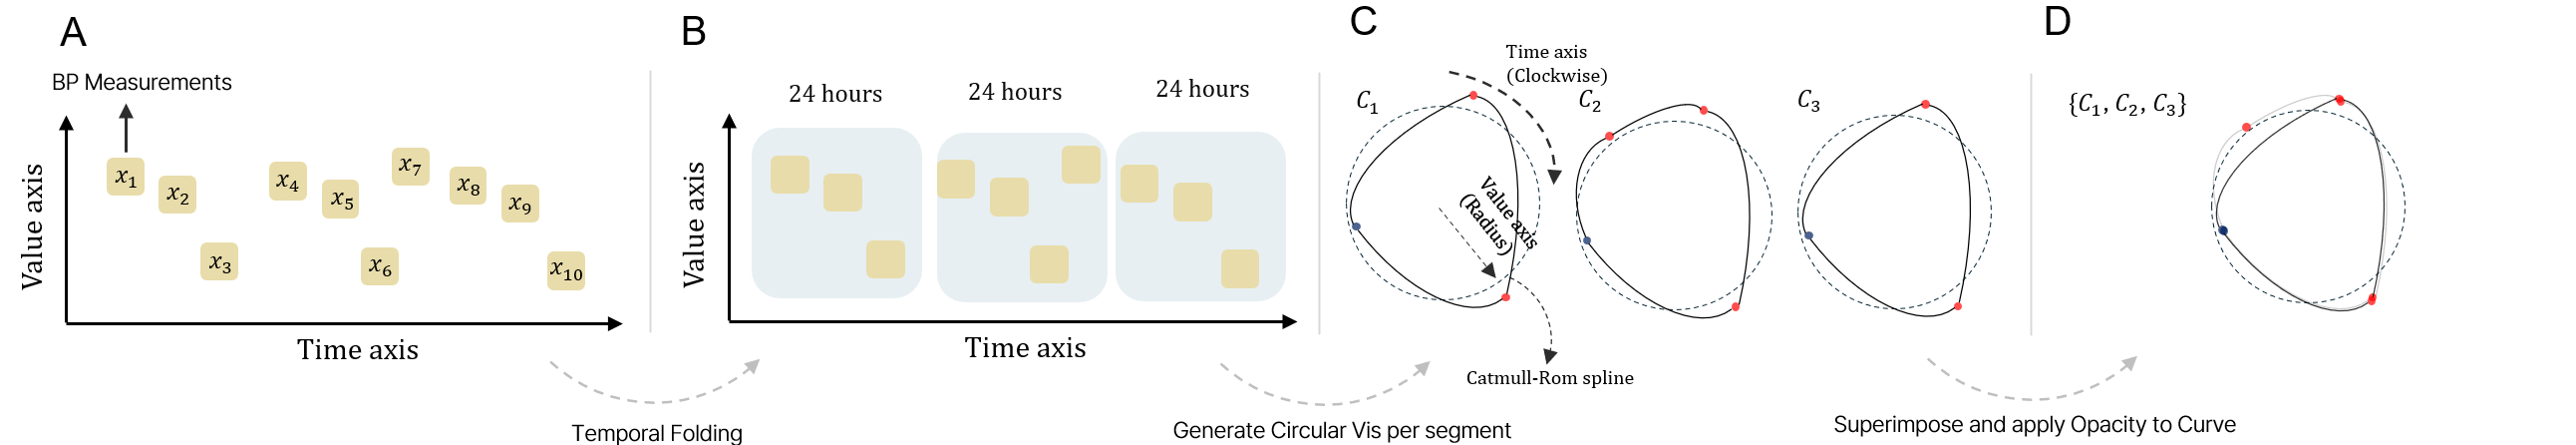 A
BP Measurements
Value axis
x₁
x₂
x₃
x₄
x₅
x₆
x₇
x₈
x₉
x₁₀
Time axis
Temporal Folding
B
24 hours
24 hours
24 hours
Value axis
Time axis
Generate Circular Vis per segment
C
Time axis
(Clockwise)
C₁
Value axis
(Radius)
Catmull-Rom spline
C₂
C₃
Superimpose and apply Opacity to Curve
D
{C₁, C₂, C₃}